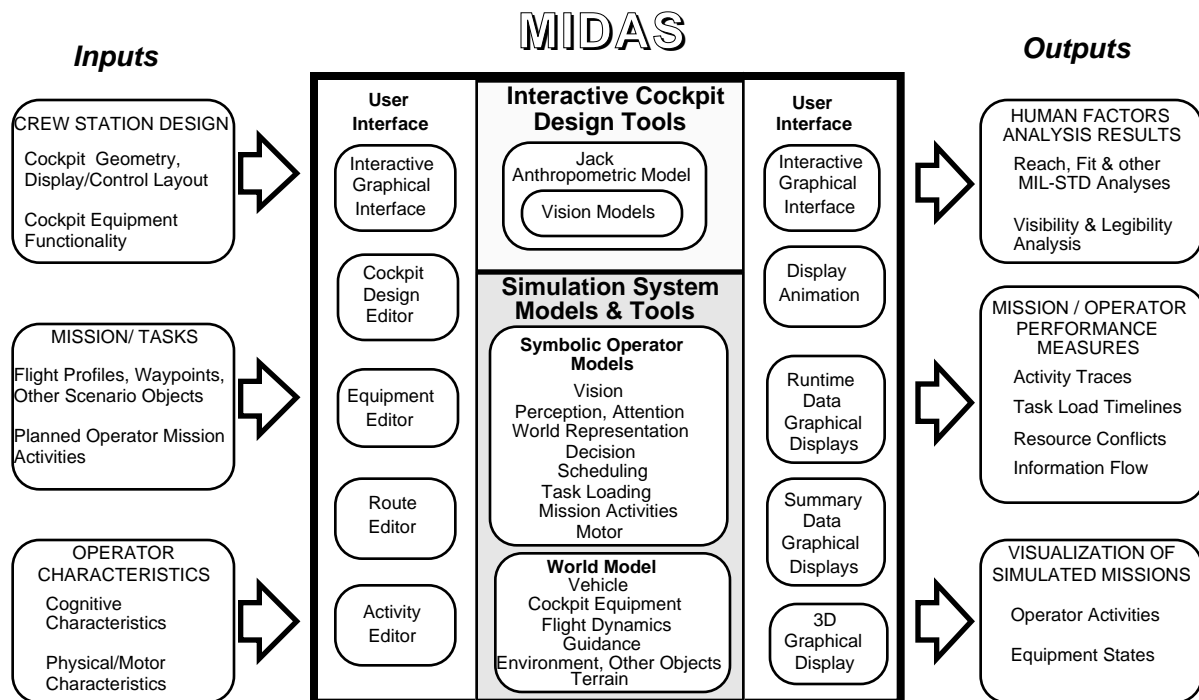 MIDAS
Inputs
Outputs
CREW STATION DESIGN
Cockpit Geometry,
Display/Control Layout
Cockpit Equipment
Functionality
MISSION/ TASKS
Flight Profiles, Waypoints,
Other Scenario Objects
Planned Operator Mission
Activities
OPERATOR
CHARACTERISTICS
Cognitive
Characteristics
Physical/Motor
Characteristics
User
Interface
Interactive
Graphical
Interface
Cockpit
Design
Editor
Equipment
Editor
Route
Editor
Activity
Editor
Interactive Cockpit
Design Tools
Jack
Anthropometric Model
Vision Models
Simulation System
Models & Tools
Symbolic Operator
Models
Vision
Perception, Attention
World Representation
Decision
Scheduling
Task Loading
Mission Activities
Motor
World Model
Vehicle
Cockpit Equipment
Flight Dynamics
Guidance
Environment, Other Objects
Terrain
User
Interface
Interactive
Graphical
Interface
Display
Animation
Runtime
Data
Graphical
Displays
Summary
Data
Graphical
Displays
3D
Graphical
Display
HUMAN FACTORS
ANALYSIS RESULTS
Reach, Fit & other
MIL-STD Analyses
Visibility & Legibility
Analysis
MISSION / OPERATOR
PERFORMANCE
MEASURES
Activity Traces
Task Load Timelines
Resource Conflicts
Information Flow
VISUALIZATION OF
SIMULATED MISSIONS
Operator Activities
Equipment States